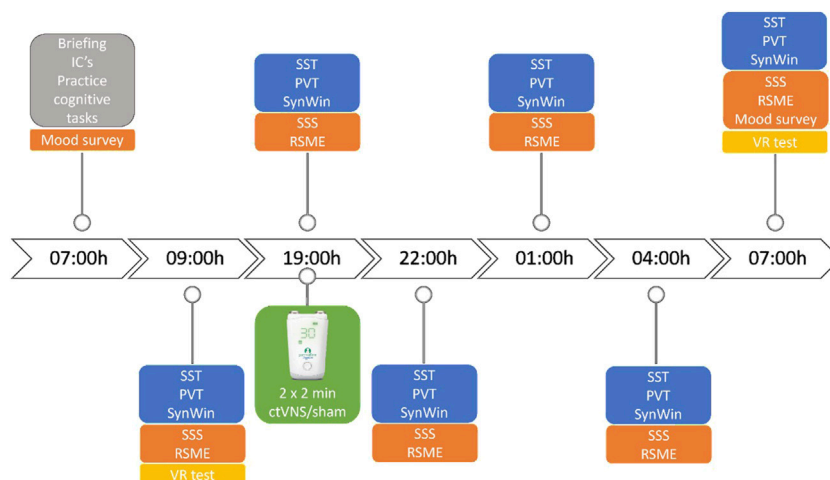 Briefing
IC's
Practice
cognitive
tasks
Mood survey
SST
PVT
SynWin
SSS
RSME
SST
PVT
SynWin
SSS
RSME
SST
PVT
SynWin
SSS
RSME
Mood survey
VR test
07:00h
09:00h
19:00h
22:00h
01:00h
04:00h
07:00h
SST
PVT
SynWin
SSS
RSME
VR test
30
2 x 2 min
ctVNS/sham
SST
PVT
SynWin
SSS
RSME
SST
PVT
SynWin
SSS
RSME